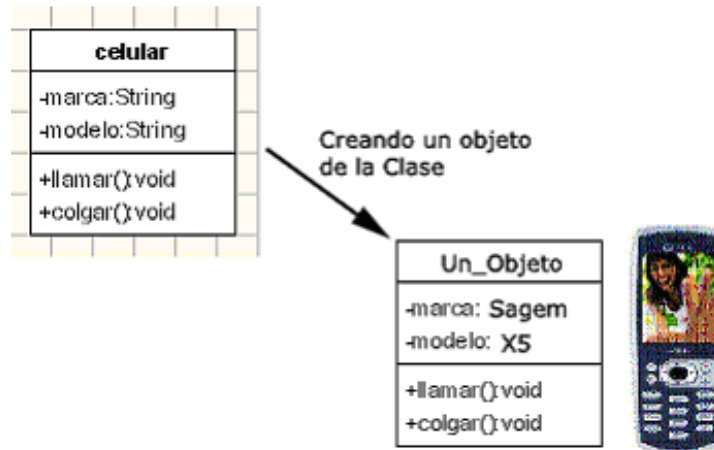 celular
-marca:String
-modelo:String
+llamar():void
+colgar():void
Creando un objeto
de la Clase
Un_Objeto
-marca: Sagem
-modelo: X5
+llamar():void
+colgar():void